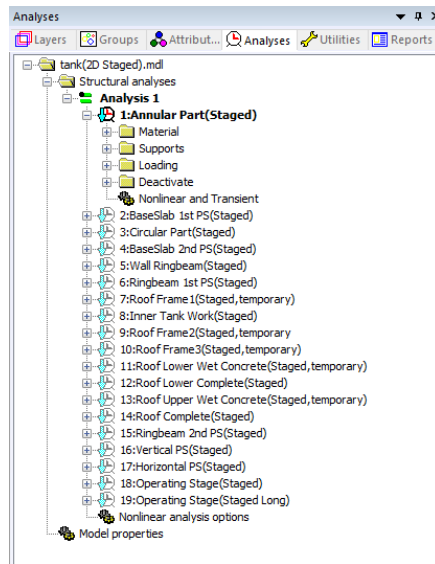 Analyses
Layers Groups Attribut... Analyses Utilities Reports
tank(2D Staged).mdl
Structural analyses
Analysis 1
1:Annular Part(Staged)
Material
Supports
Loading
Deactivate
Nonlinear and Transient
2:BaseSlab 1st PS(Staged)
3:Circular Part(Staged)
4:BaseSlab 2nd PS(Staged)
5:Wall Ringbeam(Staged)
6:Ringbeam 1st PS(Staged)
7:Roof Frame1(Staged,temporary)
8:Inner Tank Work(Staged)
9:Roof Frame2(Staged,temporary
10:Roof Frame3(Staged,temporary)
11:Roof Lower Wet Concrete(Staged,temporary)
12:Roof Lower Complete(Staged)
13:Roof Upper Wet Concrete(Staged,temporary)
14:Roof Complete(Staged)
15:Ringbeam 2nd PS(Staged)
16:Vertical PS(Staged)
17:Horizontal PS(Staged)
18:Operating Stage(Staged)
19:Operating Stage(Staged Long)
Nonlinear analysis options
Model properties